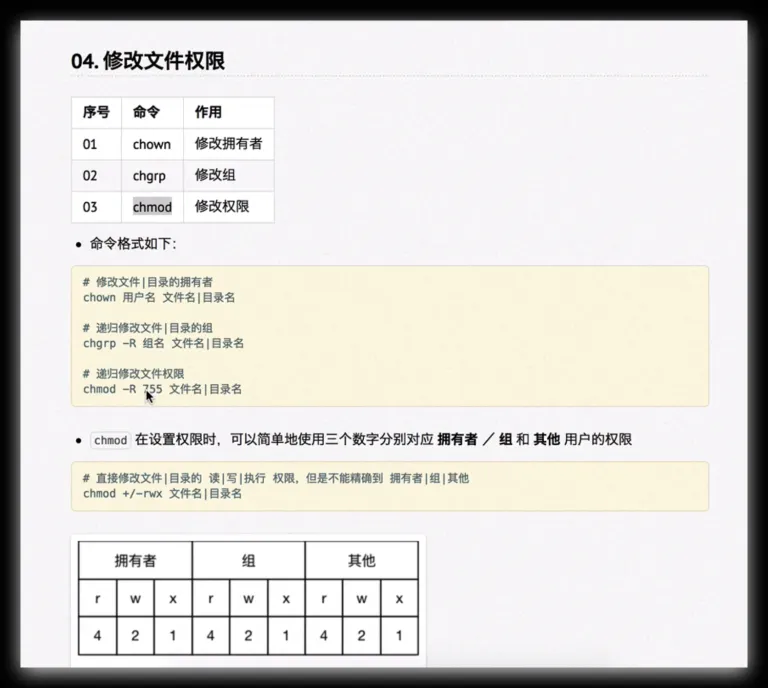 04. 修改文件权限
序号 命令 作用
01 chown 修改拥有者
02 chgrp 修改组
03 chmod 修改权限
• 命令格式如下：
# 修改文件|目录的拥有者
chown 用户名 文件名|目录名
# 递归修改文件|目录的组
chgrp -R 组名 文件名|目录名
# 递归修改文件权限
chmod -R 755 文件名|目录名
• chmod 在设置权限时，可以简单地使用三个数字分别对应 拥有者 ／ 组 和 其他 用户的权限
# 直接修改文件|目录的 读|写|执行 权限，但是不能精确到 拥有者|组|其他
chmod +/-rwx 文件名|目录名
拥有者 组 其他
r w x r w x r w x
4 2 1 4 2 1 4 2 1